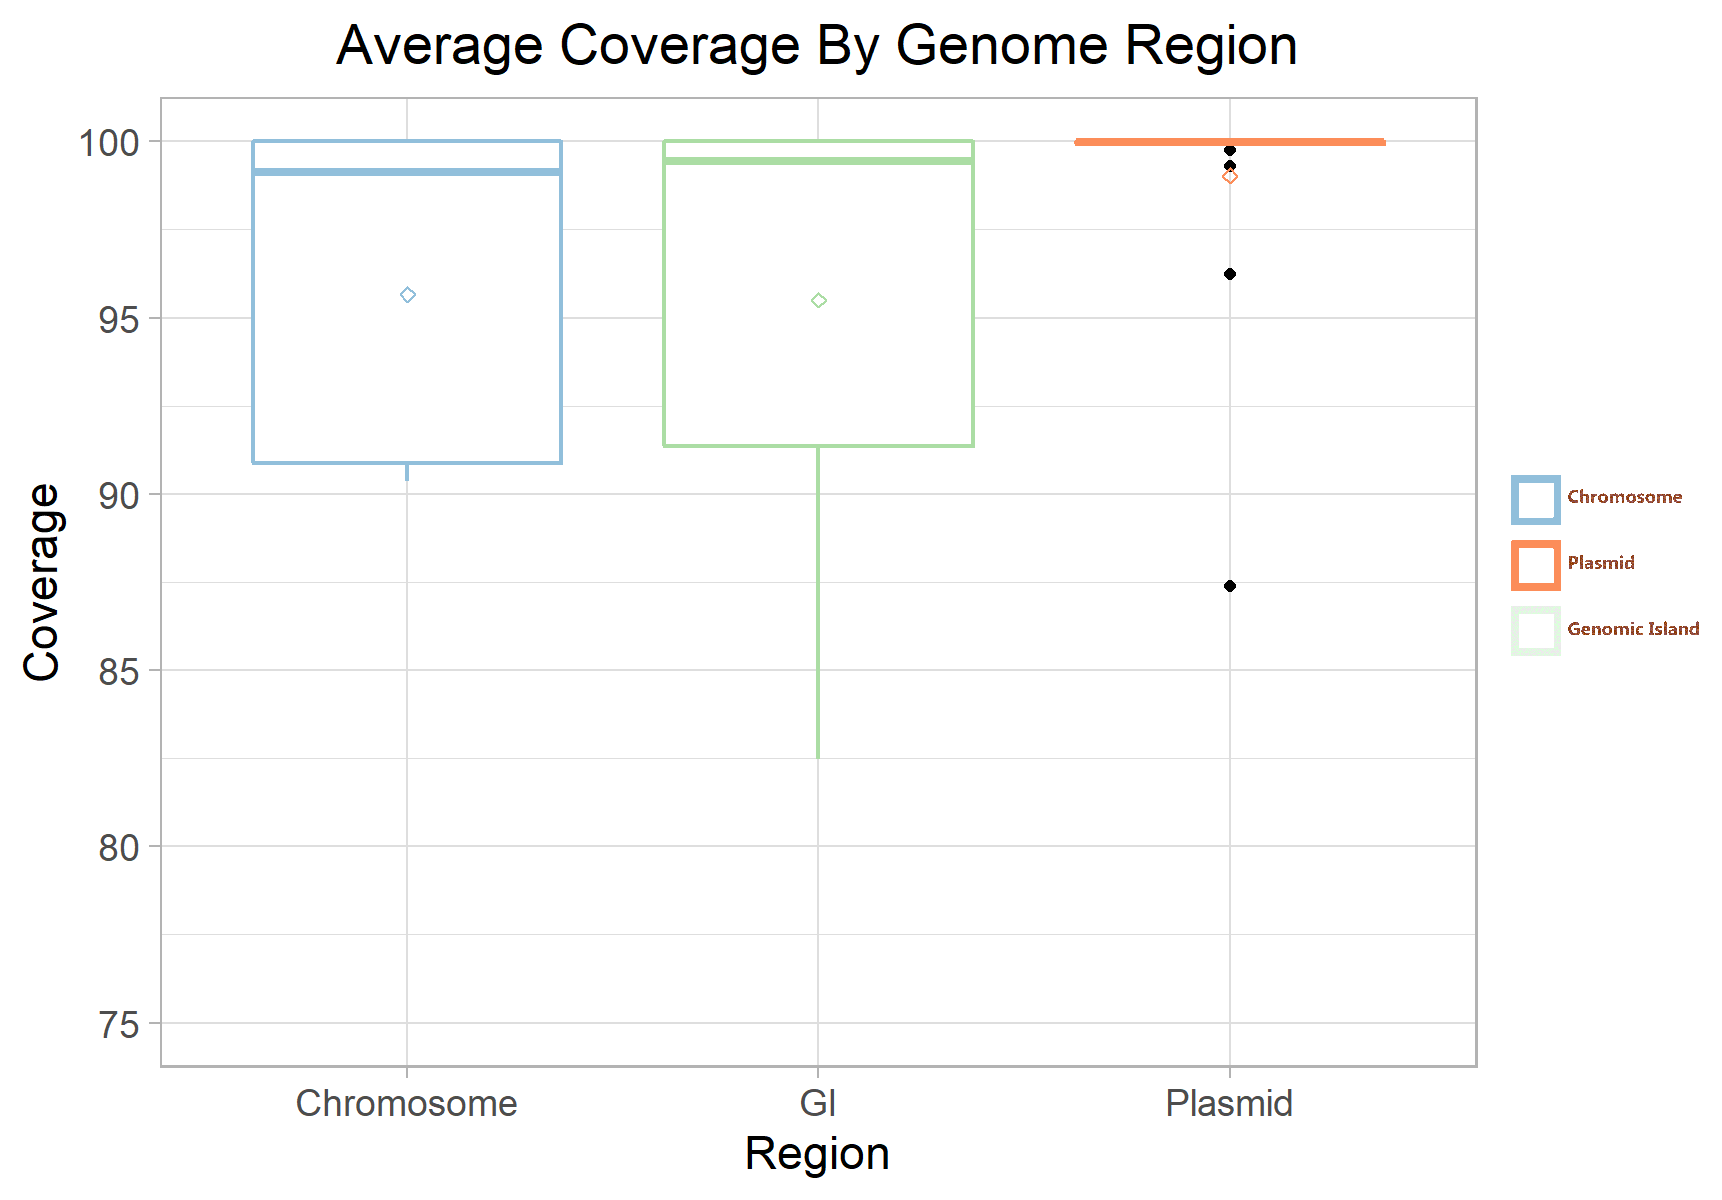 Average Coverage By Genome Region
Coverage
100
95
90
85
80
75
Chromosome
GI
Plasmid
Region
Chromosome
Plasmid
Genomic Island